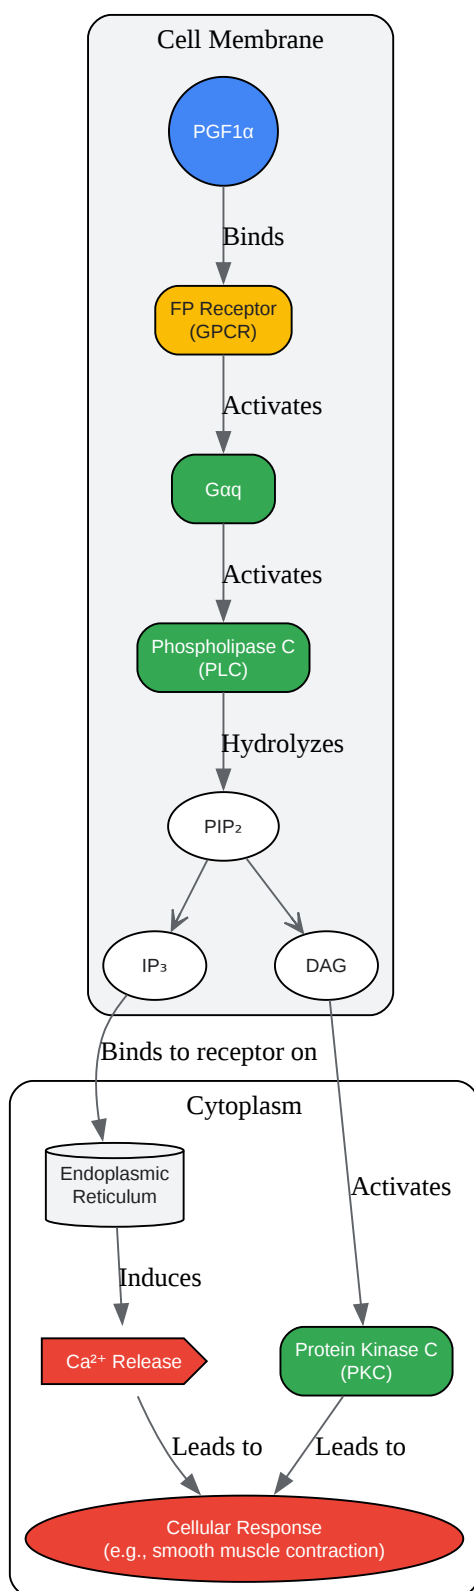 Cell Membrane
PGF1α
Binds
FP Receptor
(GPCR)
Activates
Gαq
Activates
Phospholipase C
(PLC)
Hydrolyzes
PIP₂
IP₃
DAG
Binds to receptor on
Cytoplasm
Endoplasmic
Reticulum
Activates
Induces
Ca²⁺ Release
Protein Kinase C
(PKC)
Leads to
Leads to
Cellular Response
(e.g., smooth muscle contraction)